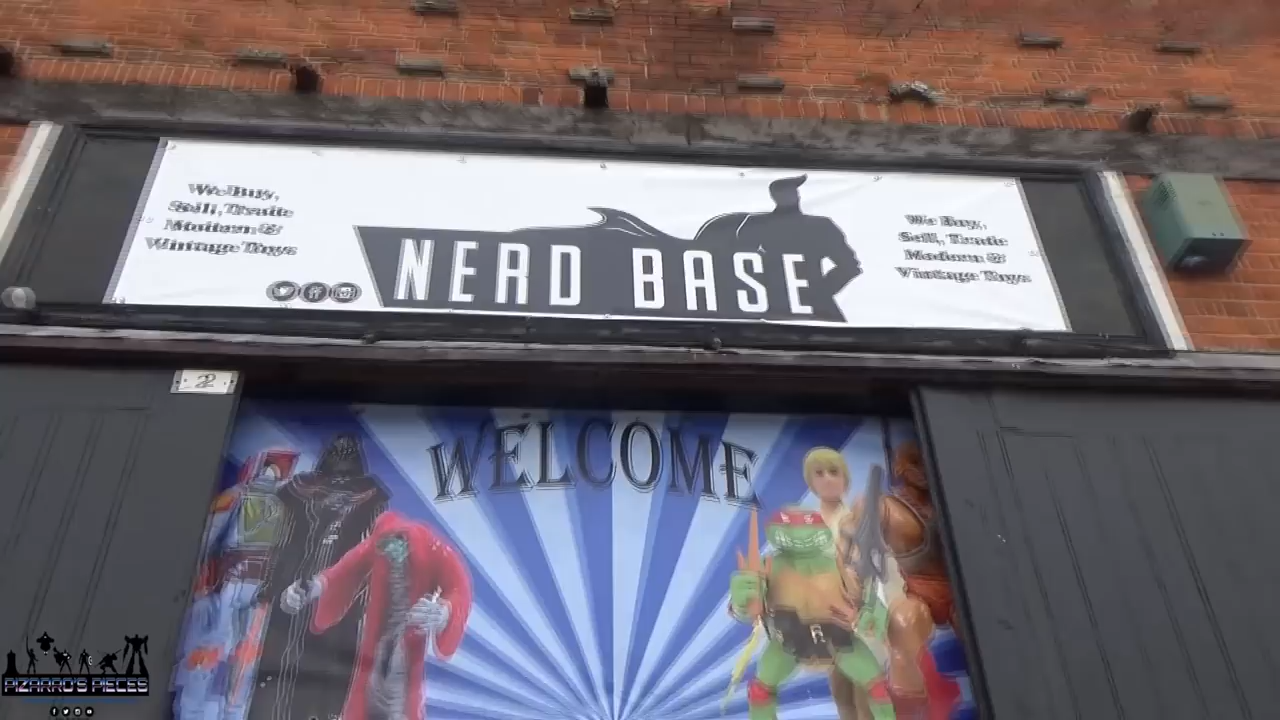 We Buy,
Sell, Trade
Modern &
Vintage Toys
NERD BASE
We Buy,
Sell, Trade
Modern &
Vintage Toys
2
WELCOME
PIZARRO'S PIECES